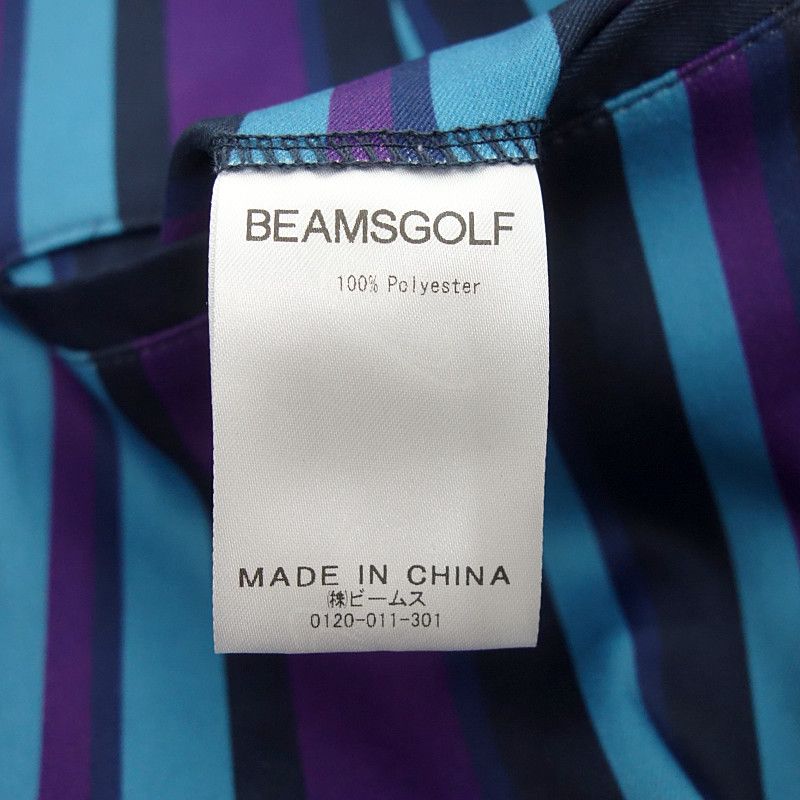 BEAMSGOLF
100% Polyester
MADE IN CHINA
㈱ビームス
0120-011-301